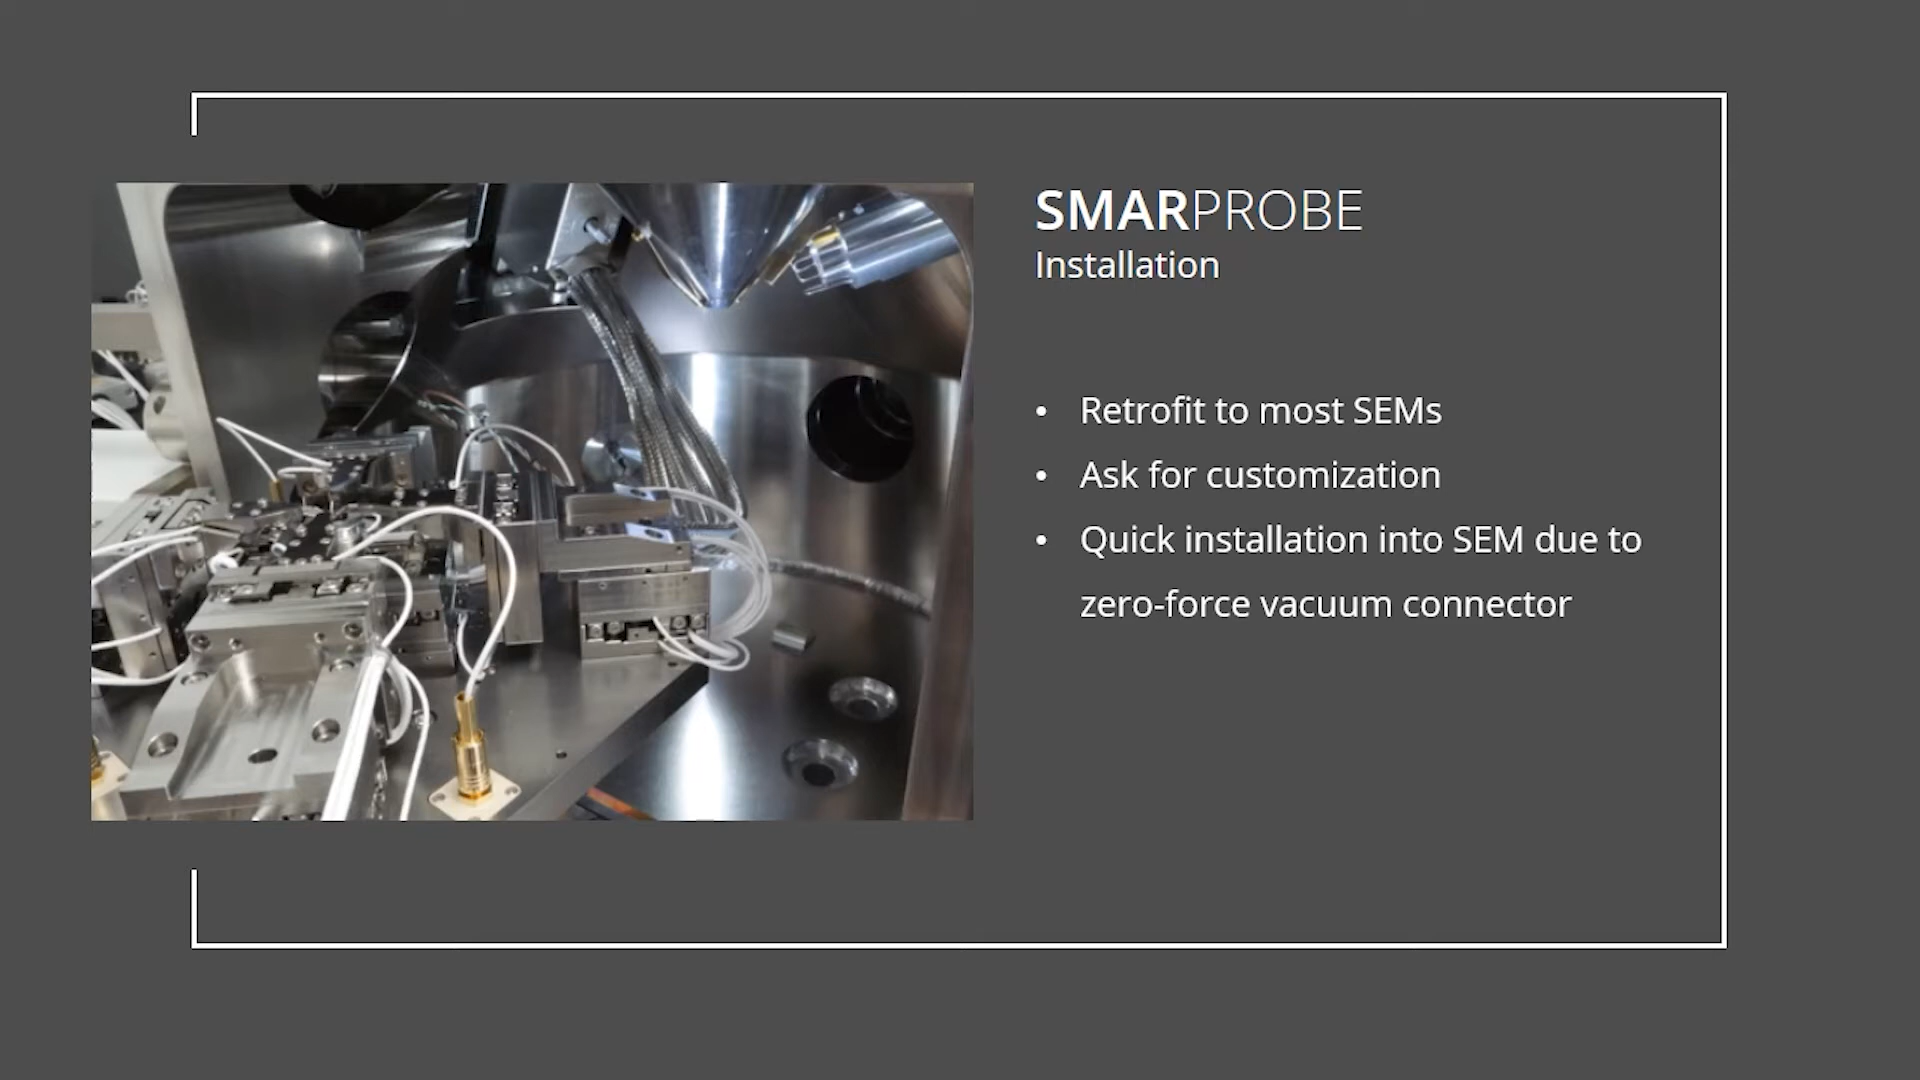 SMARPROBE
Installation
• Retrofit to most SEMs
• Ask for customization
• Quick installation into SEM due to
zero-force vacuum connector